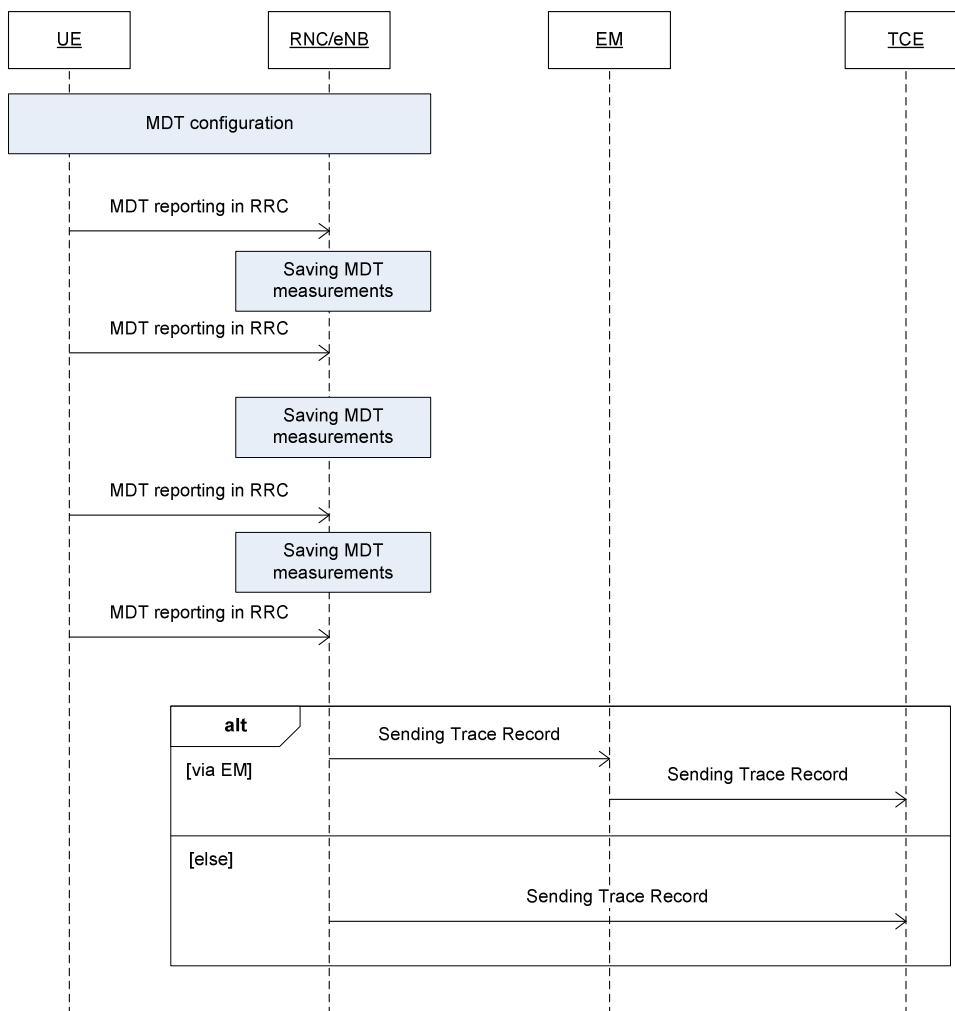 UE
RNC/eNB
EM
TCE
MDT configuration
MDT reporting in RRC
Saving MDT
measurements
MDT reporting in RRC
Saving MDT
measurements
MDT reporting in RRC
Saving MDT
measurements
MDT reporting in RRC
alt
Sending Trace Record
[via EM]
Sending Trace Record
[else]
Sending Trace Record